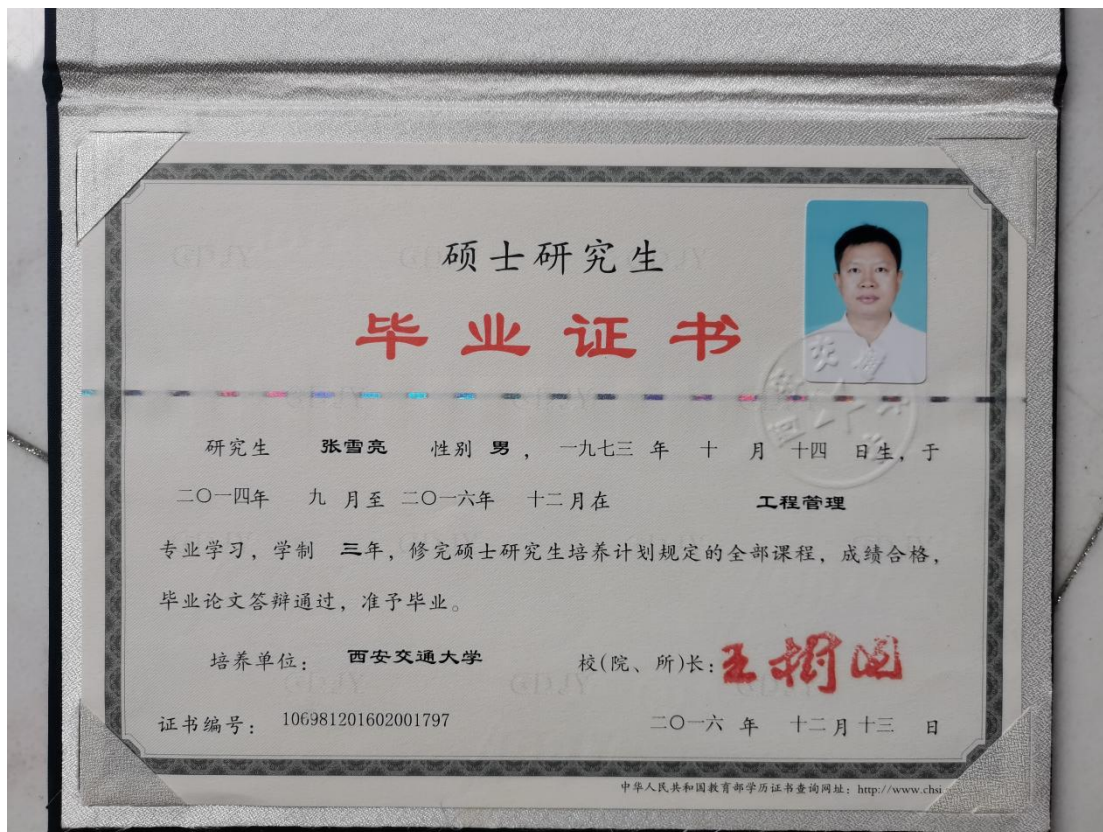 硕士研究生
毕业证书
研究生 张雪亮 性别 男 ， 一九七三 年 十 月 十四 日生，于
二〇一四年 九 月至 二〇一六年 十二月在 工程管理
专业学习，学制 三年，修完硕士研究生培养计划规定的全部课程，成绩合格，
毕业论文答辩通过，准予毕业。
培养单位： 西安交通大学 校(院、所)长：王树国
证书编号： 106981201602001797 二〇一六 年 十二月 十三 日
中华人民共和国教育部学历证书查询网址：http://www.chsi